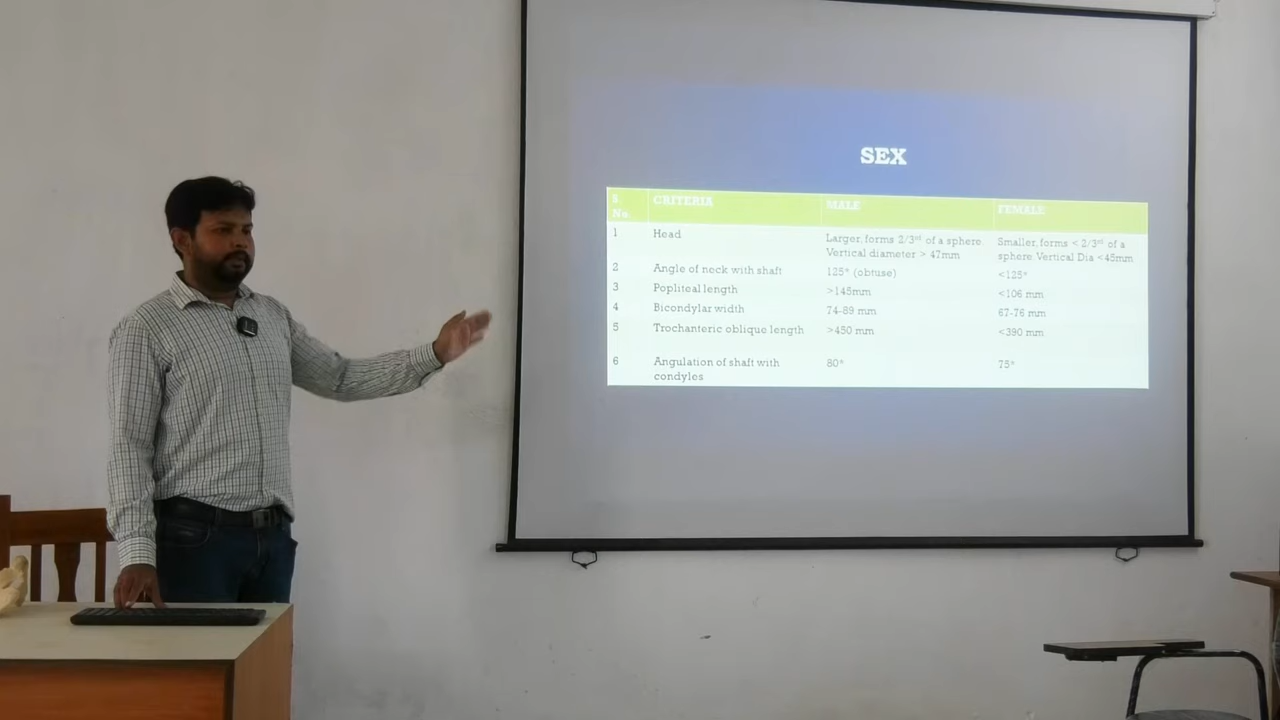 SEX
S No. CRITERIA MALE FEMALE
1 Head Larger, forms 2/3rd of a sphere. Vertical diameter > 47mm Smaller, forms < 2/3rd of a sphere. Vertical Dia <45mm
2 Angle of neck with shaft 125° (obtuse) <125°
3 Popliteal length >145mm <106 mm
4 Bicondylar width 74-89 mm 67-76 mm
5 Trochanteric oblique length >450 mm <390 mm
6 Angulation of shaft with condyles 80° 75°